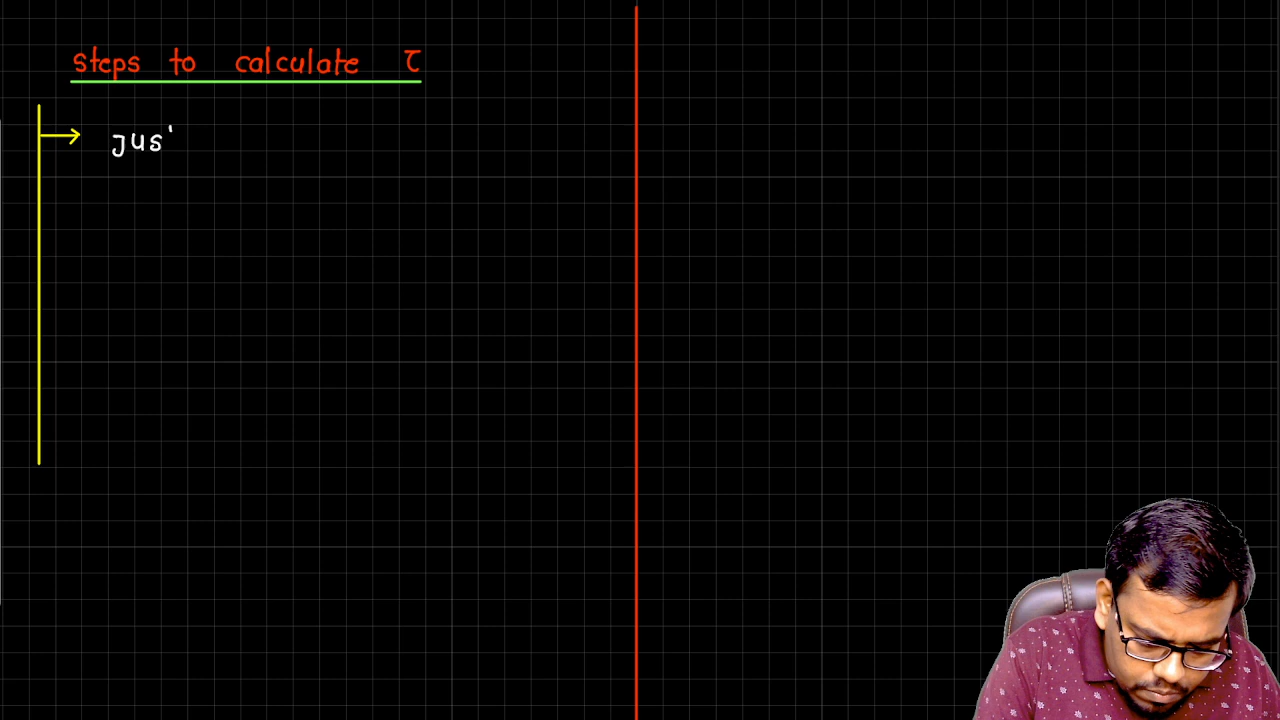 steps to calculate τ
jus'